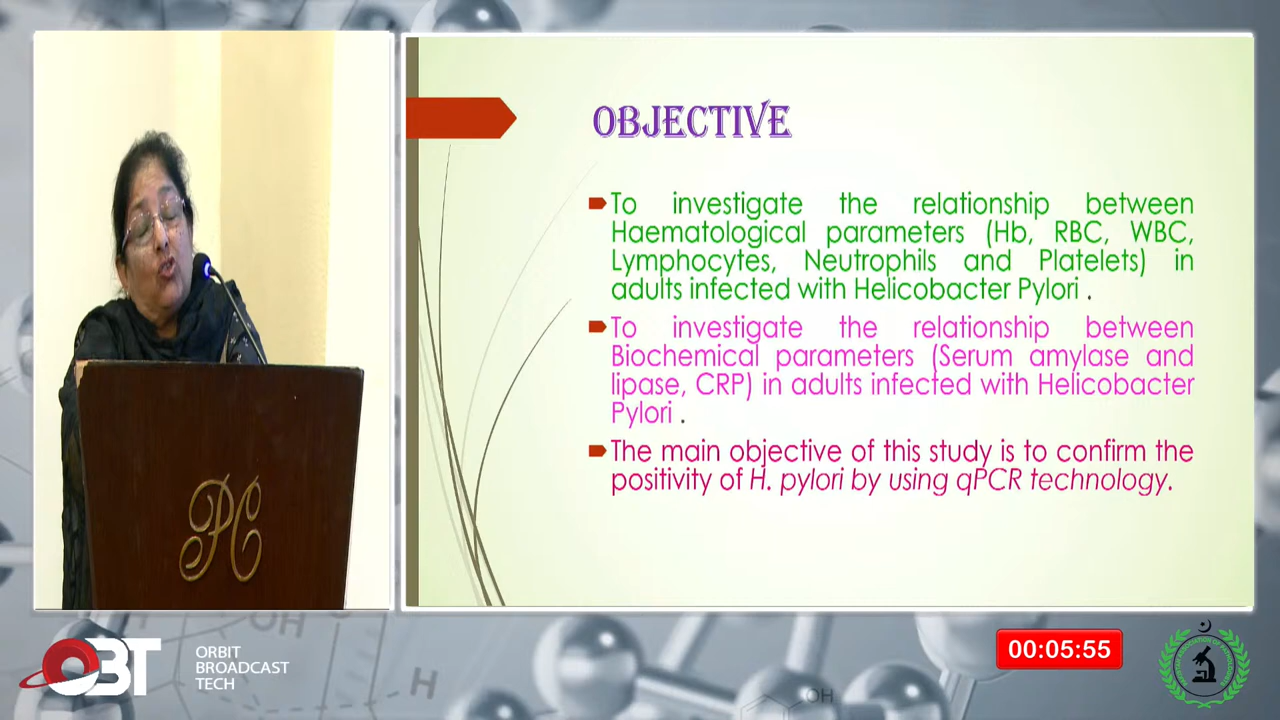 OBJECTIVE
To investigate the relationship between
Haematological parameters (Hb, RBC, WBC,
Lymphocytes, Neutrophils and Platelets) in
adults infected with Helicobacter Pylori .
To investigate the relationship between
Biochemical parameters (Serum amylase and
lipase, CRP) in adults infected with Helicobacter
Pylori .
The main objective of this study is to confirm the
positivity of H. pylori by using qPCR technology.
PC
OBT
ORBIT
BROADCAST
TECH
00:05:55
OH
H
OH